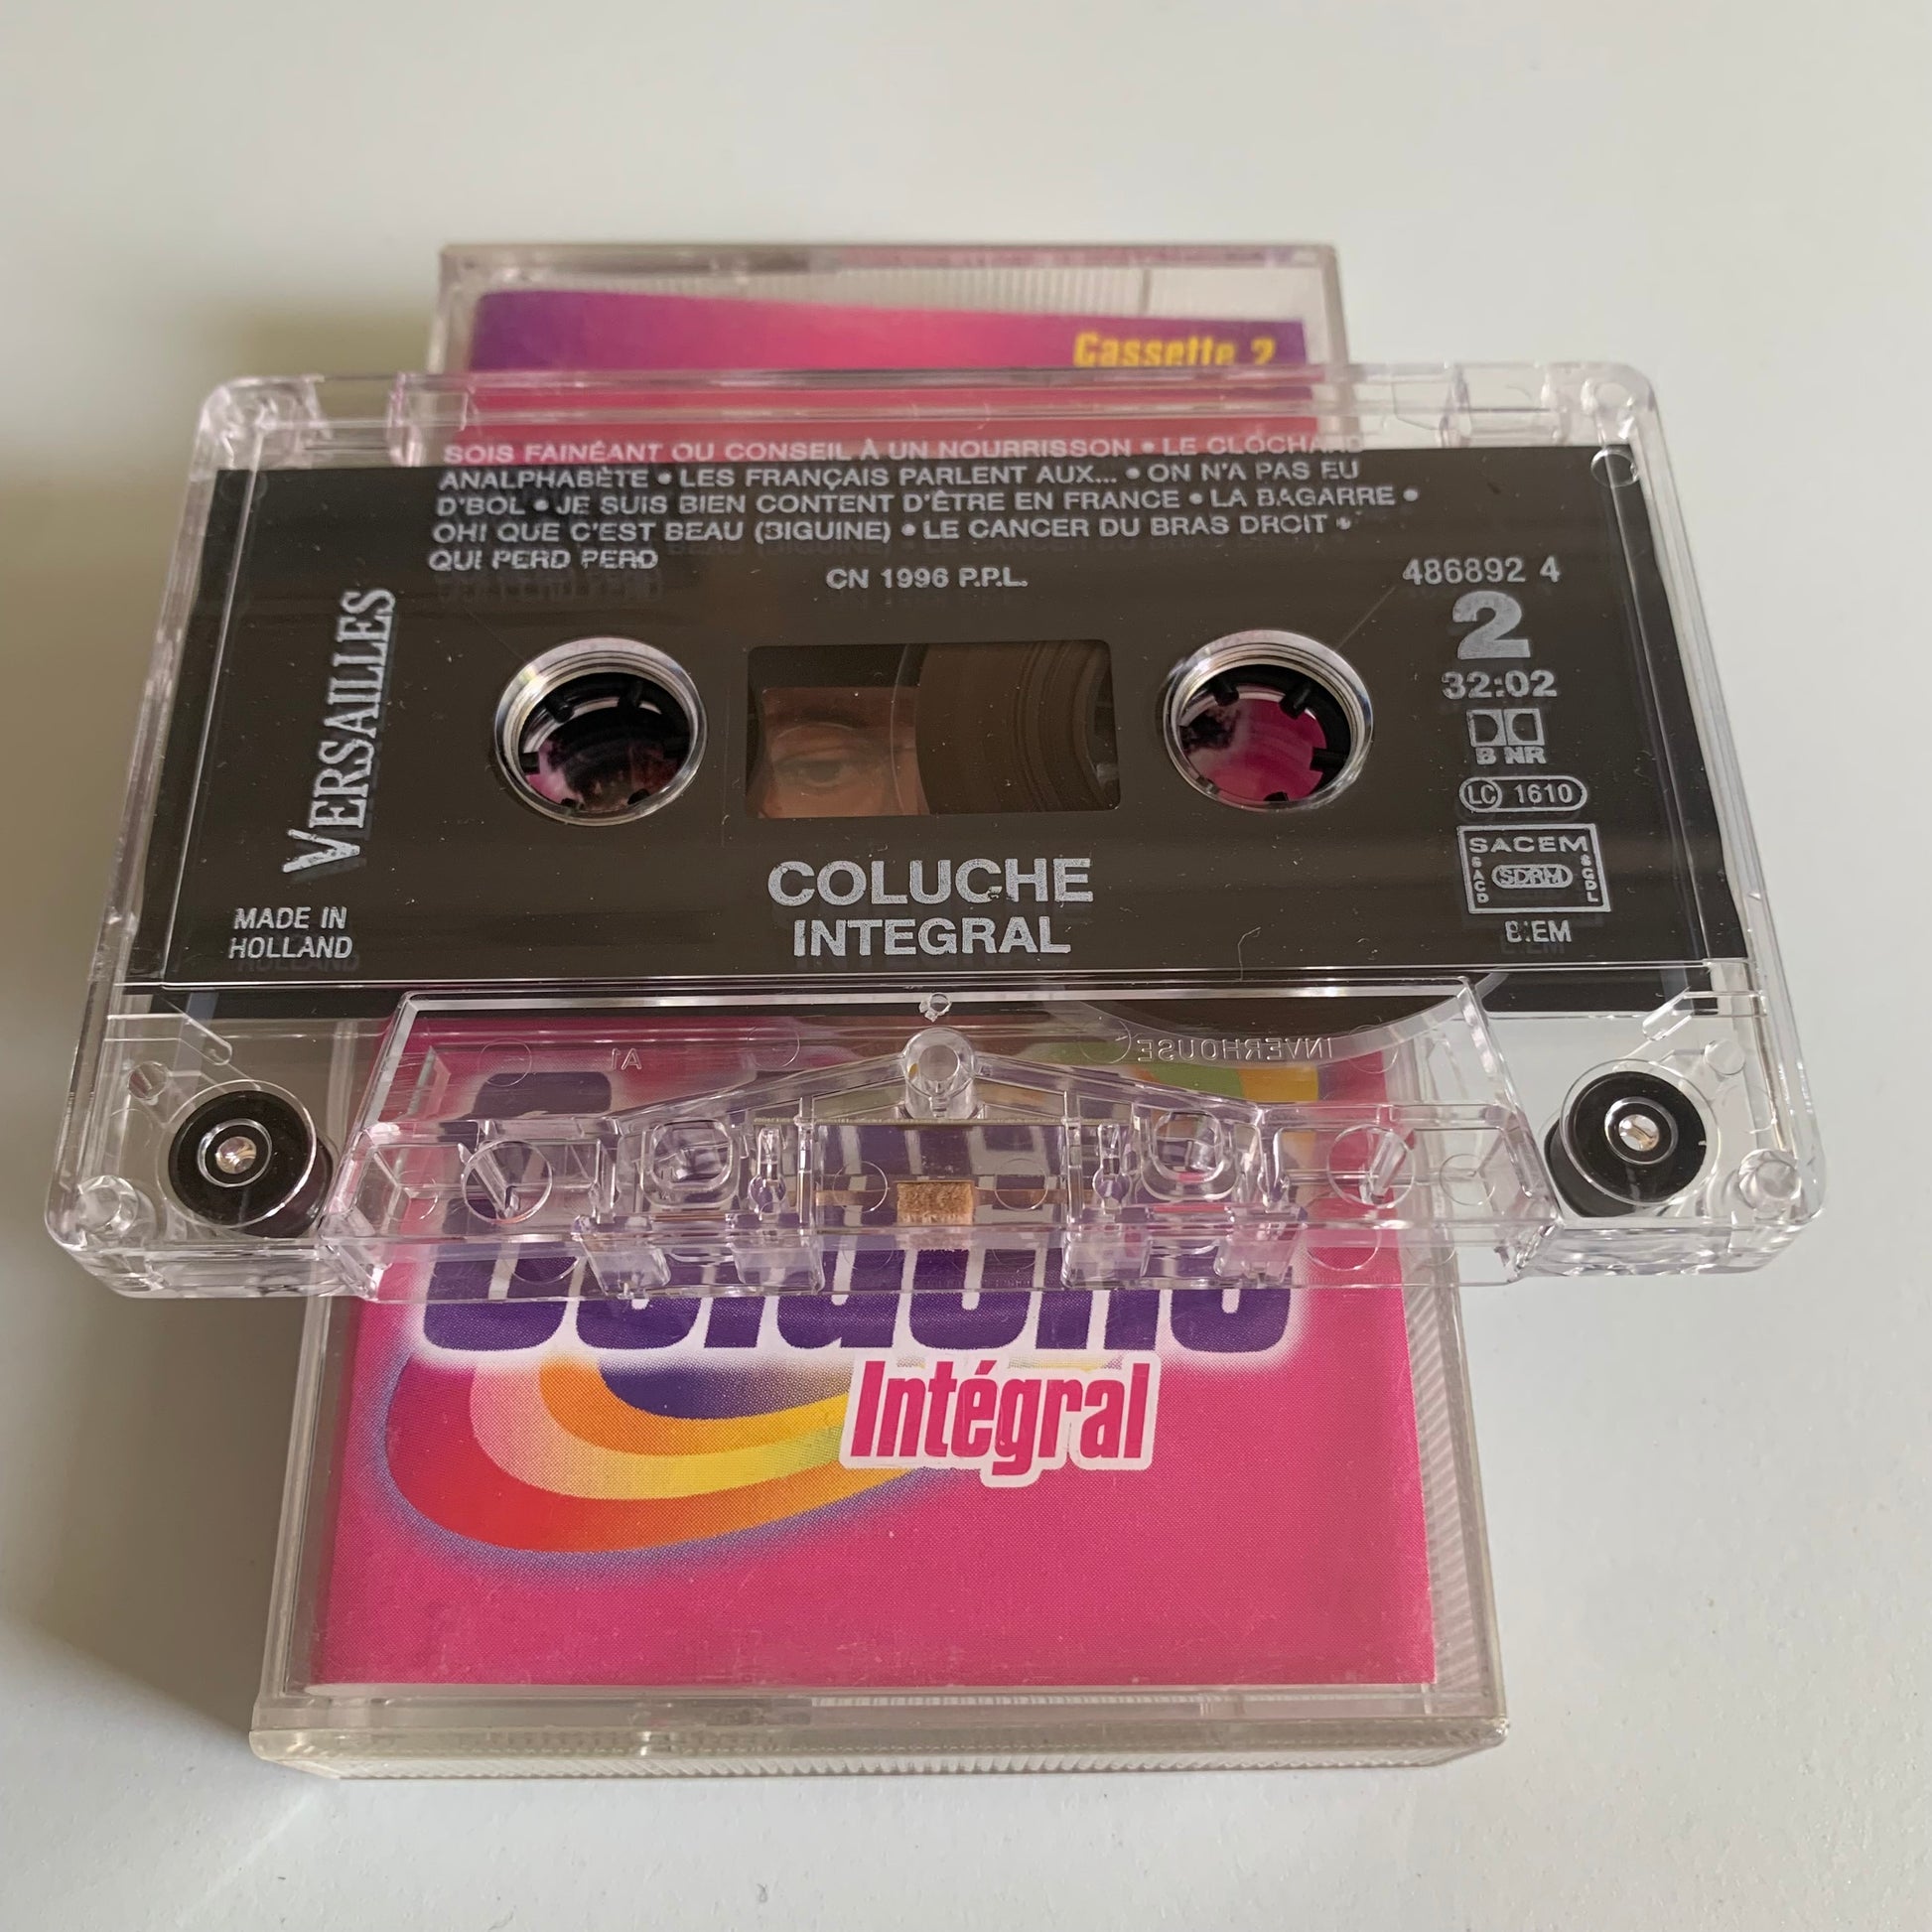 Cassette 2
SOIS FAINÉANT OU CONSEIL À UN NOURRISSON • LE CLOCHARD
ANALPHABÈTE • LES FRANÇAIS PARLENT AUX... • ON N'A PAS EU
D'BOL • JE SUIS BIEN CONTENT D'ÊTRE EN FRANCE • LA BAGARRE •
OH! QUE C'EST BEAU (BIGUINE) • LE CANCER DU BRAS DROIT •
QUI PERD PERD
CN 1996 P.P.L.
486892 4
2
32:02
B NR
LC 1610
SACEM
SACD
SDRM
SGDL
BIEM
VERSAILLES
MADE IN
HOLLAND
COLUCHE
INTEGRAL
A1
INVERHOUSE
Coluche
Intégral